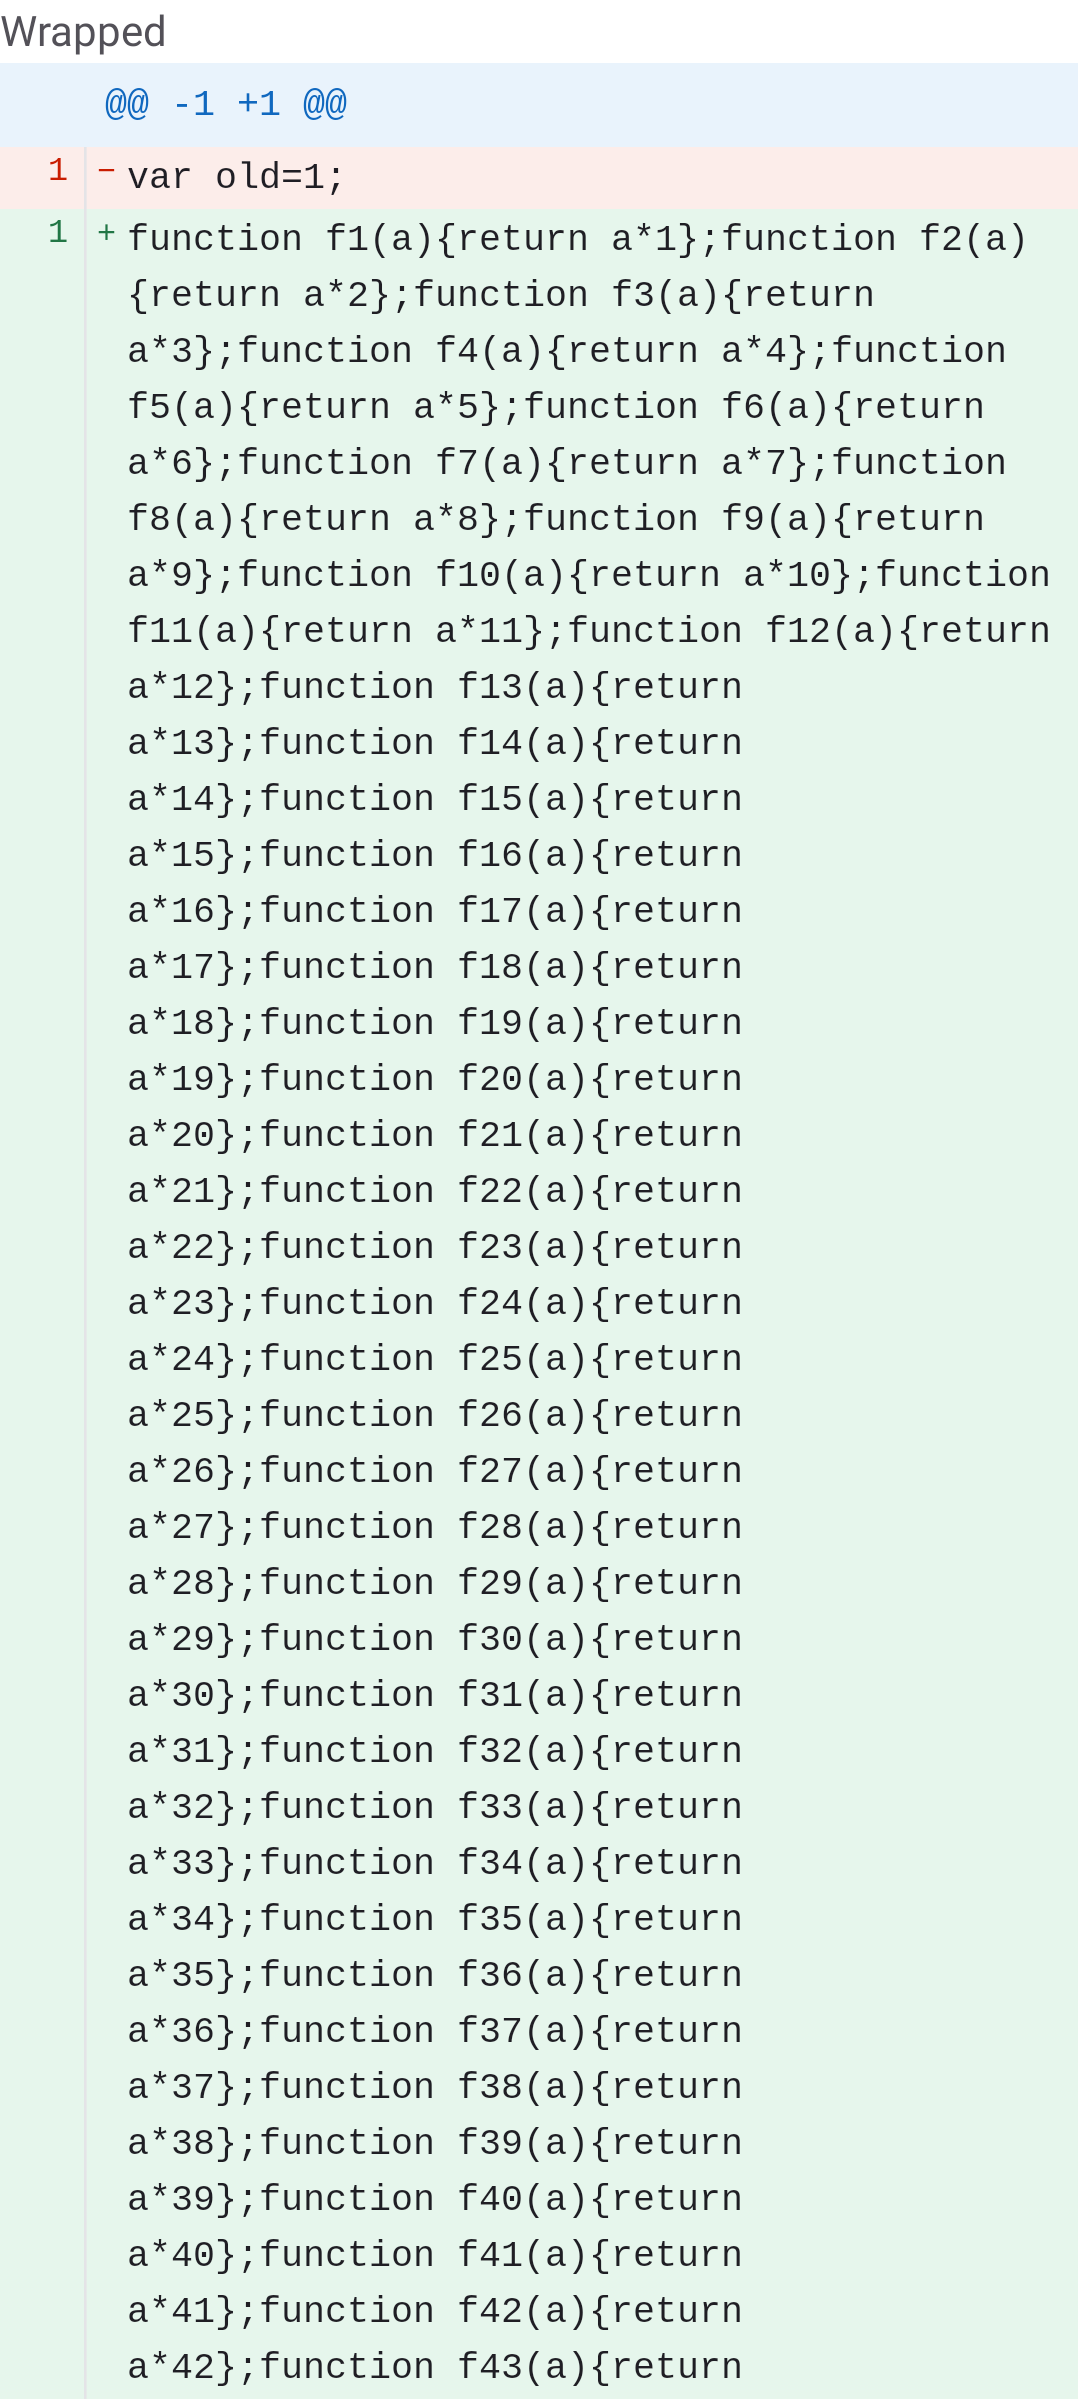 Wrapped
@@ -1 +1 @@
1 − var old=1;
1 + function f1(a){return a*1};function f2(a)
{return a*2};function f3(a){return
a*3};function f4(a){return a*4};function
f5(a){return a*5};function f6(a){return
a*6};function f7(a){return a*7};function
f8(a){return a*8};function f9(a){return
a*9};function f10(a){return a*10};function
f11(a){return a*11};function f12(a){return
a*12};function f13(a){return
a*13};function f14(a){return
a*14};function f15(a){return
a*15};function f16(a){return
a*16};function f17(a){return
a*17};function f18(a){return
a*18};function f19(a){return
a*19};function f20(a){return
a*20};function f21(a){return
a*21};function f22(a){return
a*22};function f23(a){return
a*23};function f24(a){return
a*24};function f25(a){return
a*25};function f26(a){return
a*26};function f27(a){return
a*27};function f28(a){return
a*28};function f29(a){return
a*29};function f30(a){return
a*30};function f31(a){return
a*31};function f32(a){return
a*32};function f33(a){return
a*33};function f34(a){return
a*34};function f35(a){return
a*35};function f36(a){return
a*36};function f37(a){return
a*37};function f38(a){return
a*38};function f39(a){return
a*39};function f40(a){return
a*40};function f41(a){return
a*41};function f42(a){return
a*42};function f43(a){return